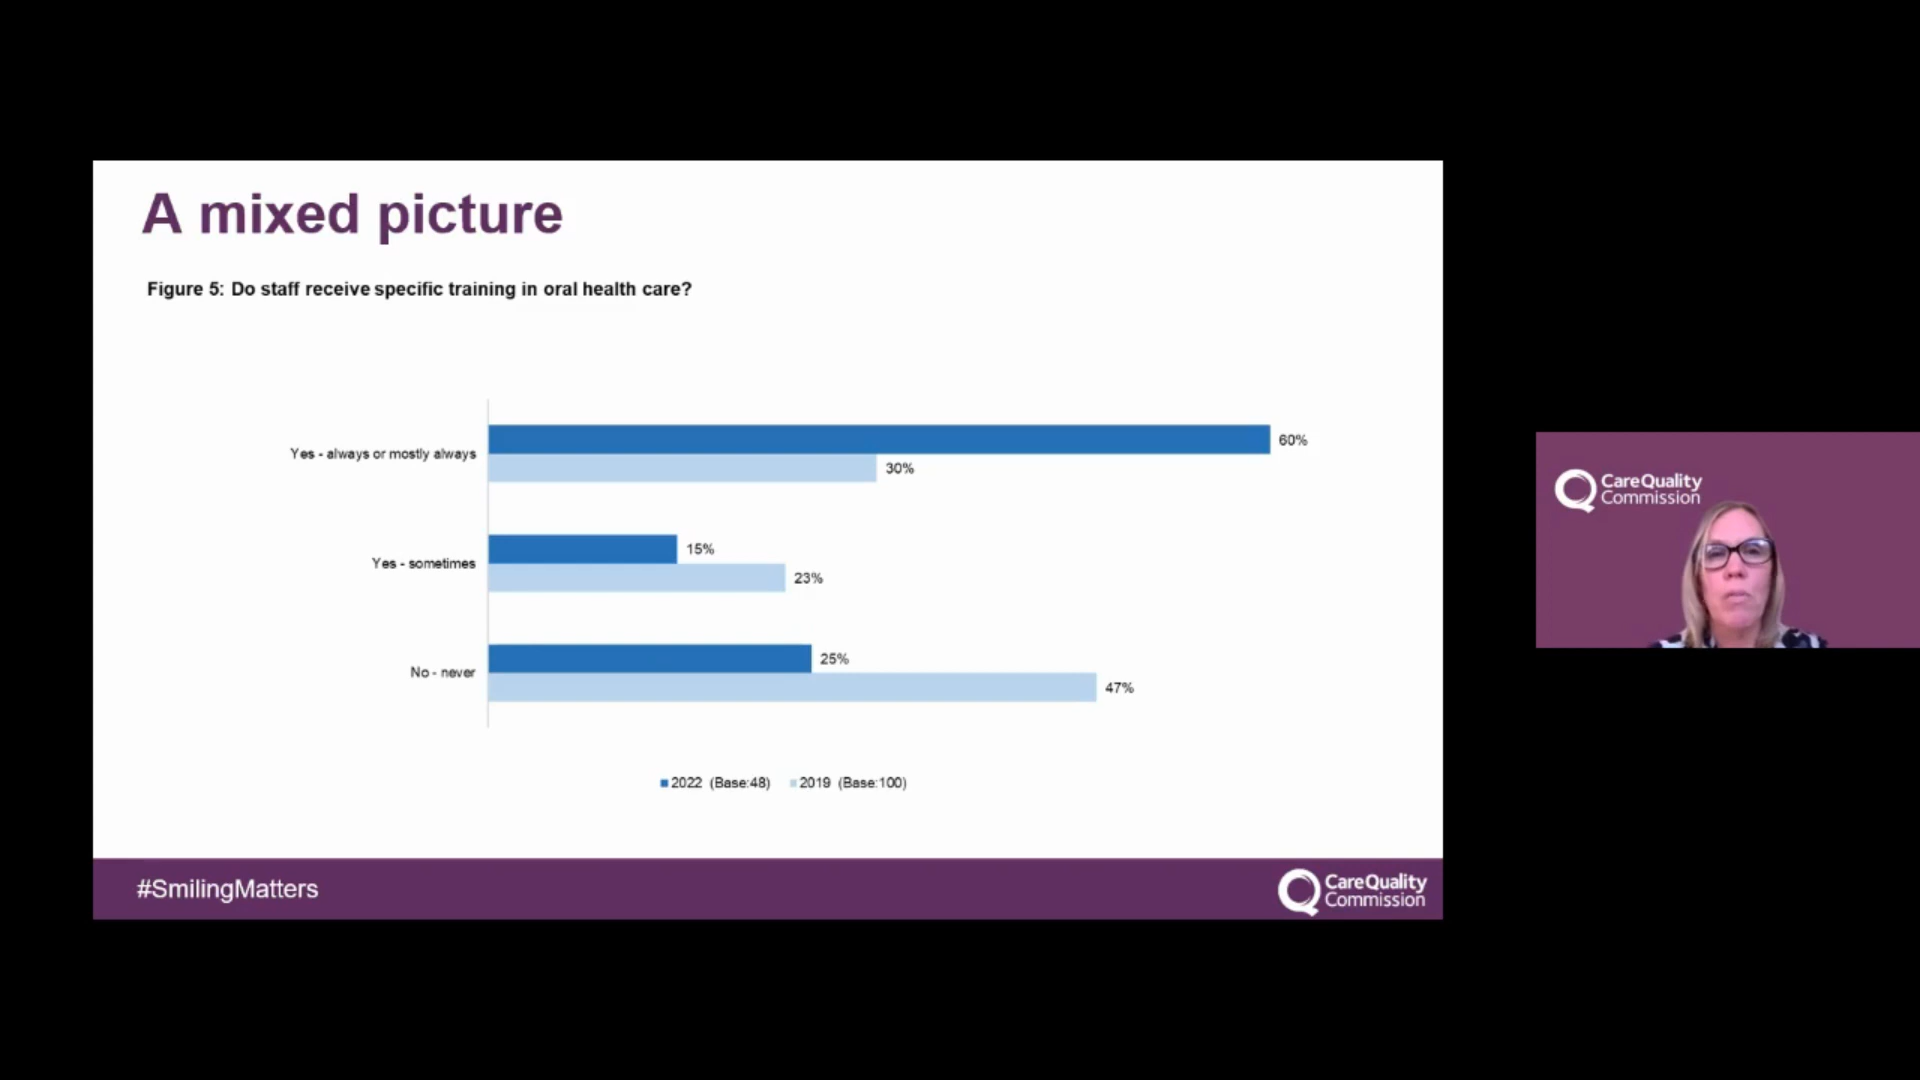 A mixed picture
Figure 5: Do staff receive specific training in oral health care?
Yes - always or mostly always
60%
30%
Yes - sometimes
15%
23%
No - never
25%
47%
2022 (Base:48)
2019 (Base:100)
#SmilingMatters
CareQuality
Commission
CareQuality
Commission